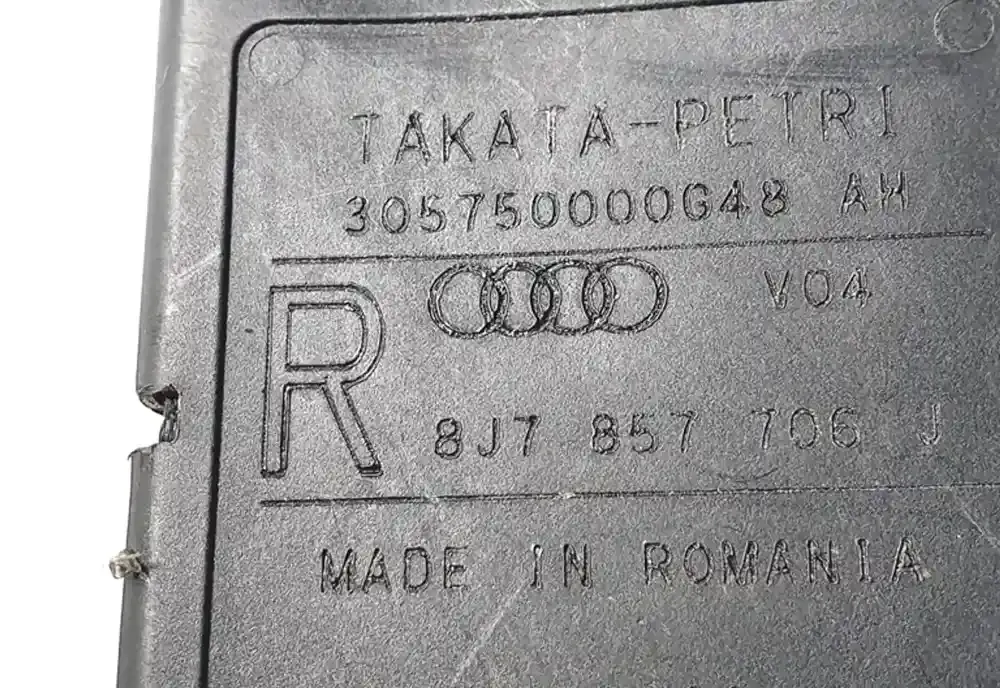 TAKATA-PETRI
305750000G48 AH
V04
R
8J7 857 706 J
MADE IN ROMANIA